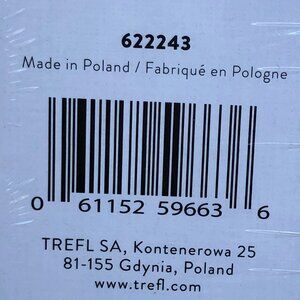 622243
Made in Poland / Fabriqué en Pologne
0 61152 59663 6
TREFL SA, Kontenerowa 25
81-155 Gdynia, Poland
www.trefl.com